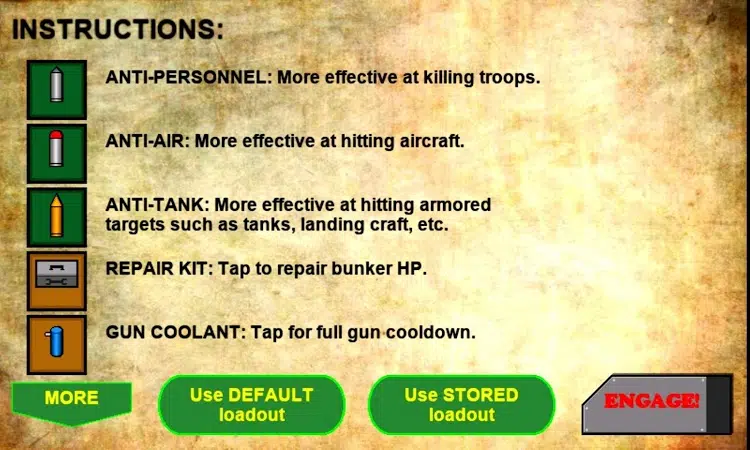 INSTRUCTIONS:
ANTI-PERSONNEL: More effective at killing troops.
ANTI-AIR: More effective at hitting aircraft.
ANTI-TANK: More effective at hitting armored
targets such as tanks, landing craft, etc.
REPAIR KIT: Tap to repair bunker HP.
GUN COOLANT: Tap for full gun cooldown.
MORE
Use DEFAULT
loadout
Use STORED
loadout
ENGAGE!